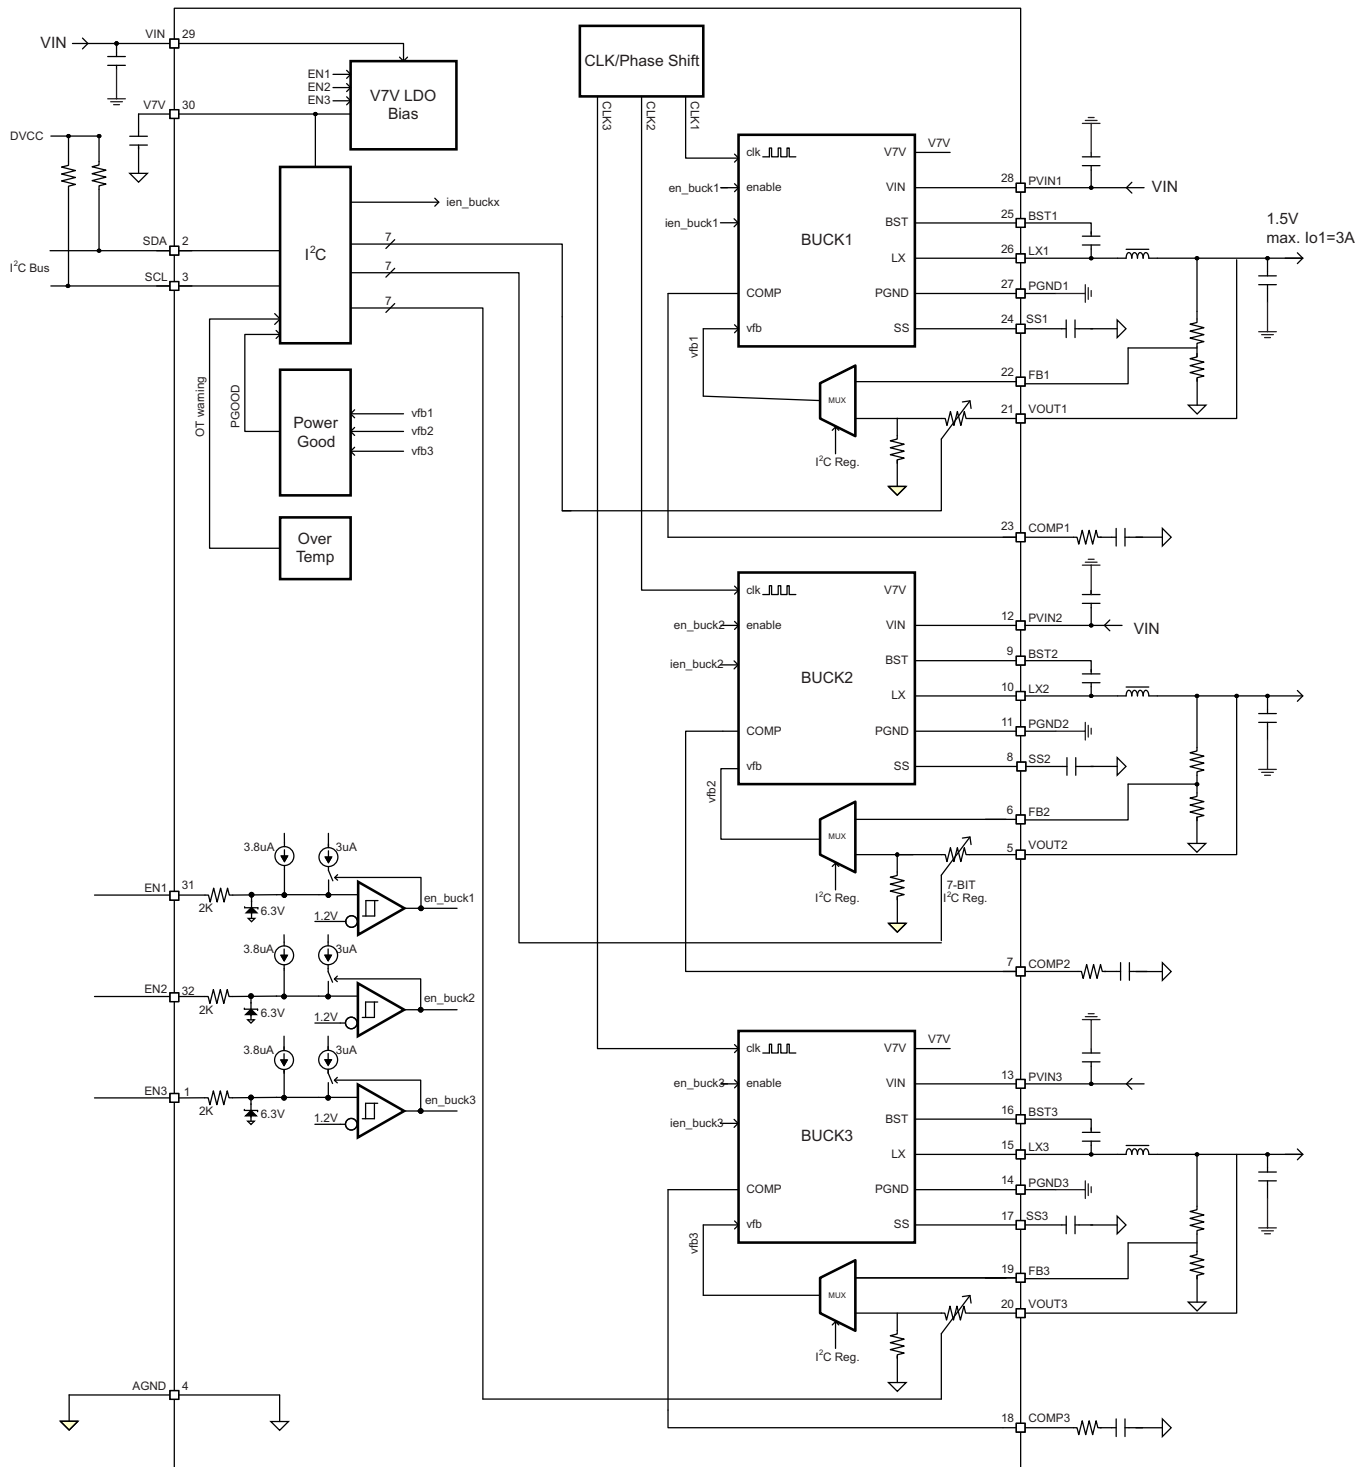 VIN
VIN
29
V7V
30
DVCC
EN1
EN2
EN3
V7V LDO
Bias
CLK/Phase Shift
CLK3
CLK2
CLK1
SDA
2
I²C Bus
SCL
3
I²C
ien_buckx
7
7
7
OT warning
PGOOD
Power
Good
vfb1
vfb2
vfb3
Over
Temp
clk
V7V
V7V
en_buck1
enable
VIN
28
PVIN1
VIN
ien_buck1
BST
25
BST1
BUCK1
LX
26
LX1
1.5V
max. Io1=3A
COMP
PGND
27
PGND1
vfb
SS
24
SS1
vfb1
MUX
22
FB1
21
VOUT1
I²C Reg.
23
COMP1
clk
V7V
en_buck2
enable
VIN
12
PVIN2
VIN
ien_buck2
BST
9
BST2
BUCK2
LX
10
LX2
COMP
PGND
11
PGND2
vfb
SS
8
SS2
vfb2
MUX
6
FB2
5
VOUT2
I²C Reg.
7-BIT
I²C Reg.
7
COMP2
3.8uA
3uA
EN1
31
2K
6.3V
1.2V
en_buck1
3.8uA
3uA
EN2
32
2K
6.3V
1.2V
en_buck2
3.8uA
3uA
EN3
1
2K
6.3V
1.2V
en_buck3
clk
V7V
V7V
en_buck3
enable
VIN
13
PVIN3
ien_buck3
BST
16
BST3
BUCK3
LX
15
LX3
COMP
PGND
14
PGND3
vfb
SS
17
SS3
vfb3
MUX
19
FB3
20
VOUT3
I²C Reg.
AGND
4
18
COMP3